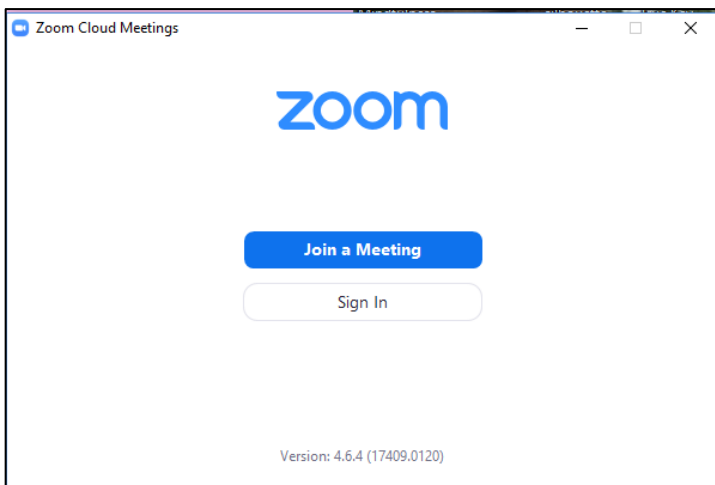 Zoom Cloud Meetings
zoom
Join a Meeting
Sign In
Version: 4.6.4 (17409.0120)